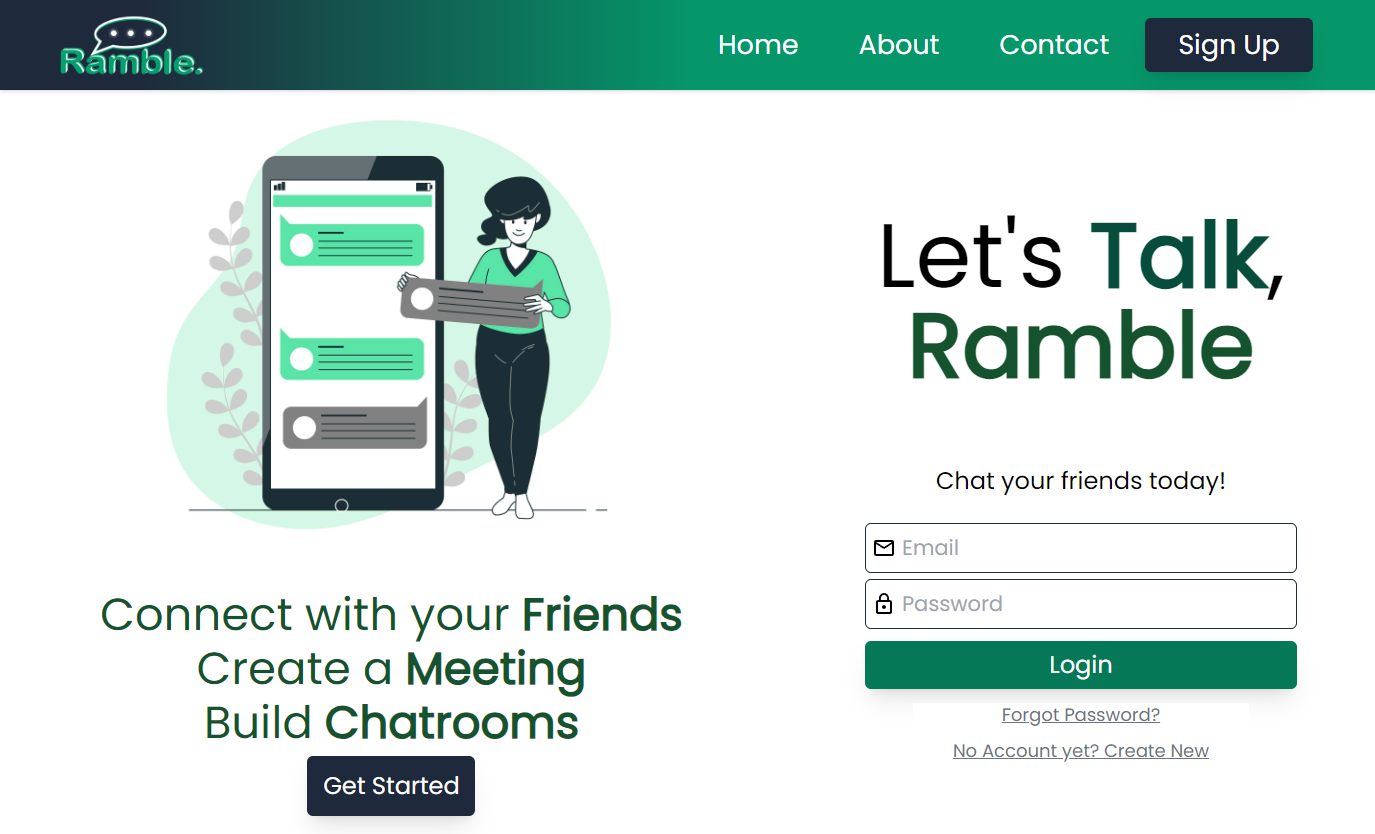 Ramble.
Home About Contact Sign Up
Let's Talk,
Ramble
Chat your friends today!
Email
Password
Login
Forgot Password?
No Account yet? Create New
Connect with your Friends
Create a Meeting
Build Chatrooms
Get Started